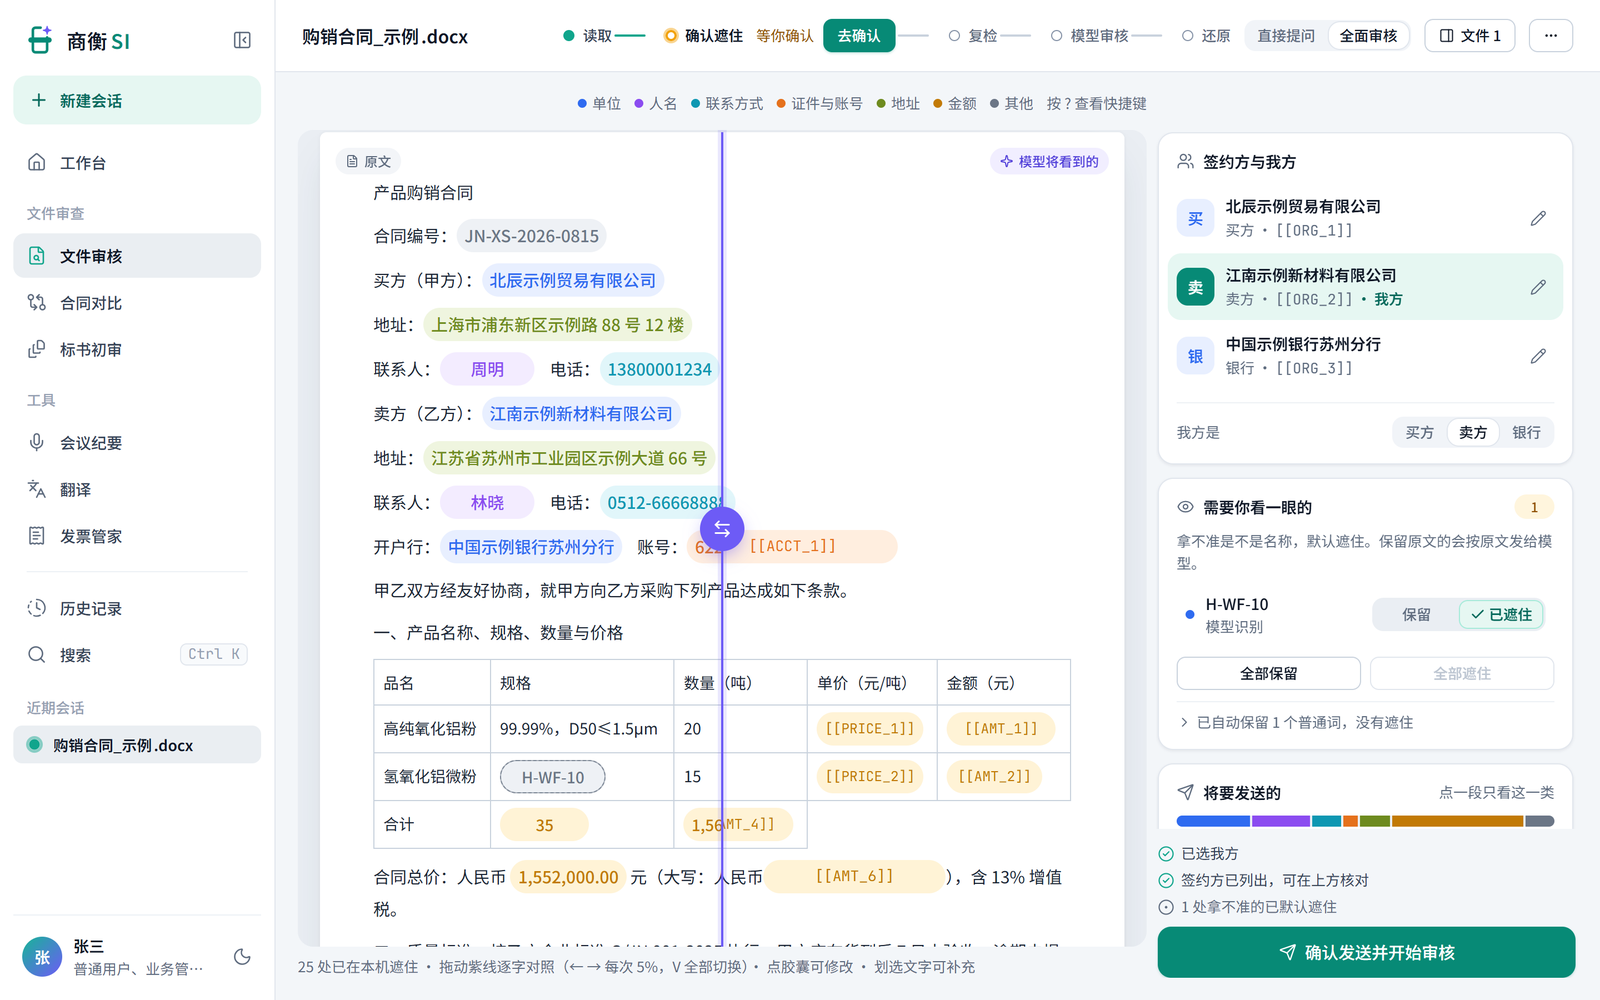 商衡 SI
新建会话
工作台
文件审查
文件审核
合同对比
标书初审
工具
会议纪要
翻译
发票管家
历史记录
搜索 Ctrl K
近期会话
购销合同_示例.docx
张 张三
普通用户、业务管…
购销合同_示例.docx
读取 确认遮住 等你确认 去确认 复检 模型审核 还原
直接提问 全面审核 文件 1 ···
单位 人名 联系方式 证件与账号 地址 金额 其他 按 ? 查看快捷键
原文 模型将看到的
产品购销合同
合同编号： JN-XS-2026-0815
买方（甲方）： 北辰示例贸易有限公司
地址： 上海市浦东新区示例路 88 号 12 楼
联系人： 周明 电话： 13800001234
卖方（乙方）： 江南示例新材料有限公司
地址： 江苏省苏州市工业园区示例大道 66 号
联系人： 林晓 电话： 0512-66668888
开户行： 中国示例银行苏州分行 账号： 622 [[ACCT_1]]
甲乙双方经友好协商，就甲方向乙方采购下列产品达成如下条款。
一、产品名称、规格、数量与价格
品名 规格 数量（吨） 单价（元/吨） 金额（元）
高纯氧化铝粉 99.99%，D50≤1.5μm 20 [[PRICE_1]] [[AMT_1]]
氢氧化铝微粉 H-WF-10 15 [[PRICE_2]] [[AMT_2]]
合计 35 1,56 MT_4]]
合同总价：人民币 1,552,000.00 元（大写：人民币 [[AMT_6]] ），含 13% 增值
税。
25 处已在本机遮住 · 拖动紫线逐字对照（← → 每次 5%，V 全部切换）· 点胶囊可修改 · 划选文字可补充
签约方与我方
买 北辰示例贸易有限公司
买方 · [[ORG_1]]
卖 江南示例新材料有限公司
卖方 · [[ORG_2]] · 我方
银 中国示例银行苏州分行
银行 · [[ORG_3]]
我方是 买方 卖方 银行
需要你看一眼的 1
拿不准是不是名称，默认遮住。保留原文的会按原文发给模
型。
H-WF-10
模型识别
保留 已遮住
全部保留 全部遮住
已自动保留 1 个普通词，没有遮住
将要发送的 点一段只看这一类
已选我方
签约方已列出，可在上方核对
1 处拿不准的已默认遮住
确认发送并开始审核